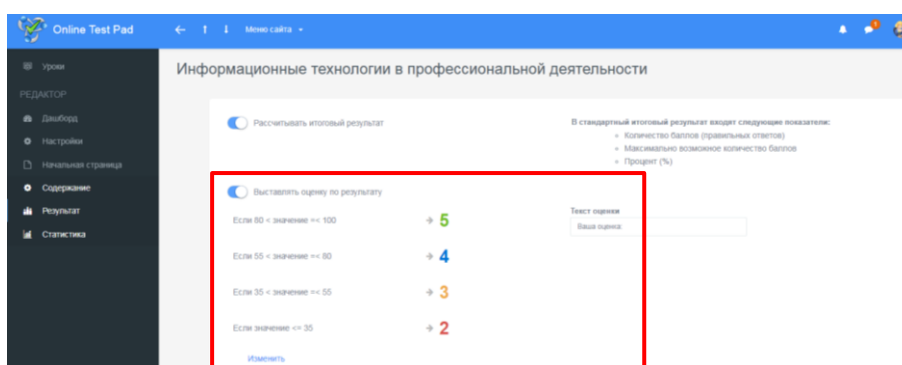 Online Test Pad
Меню сайта
Уроки
Информационные технологии в профессиональной деятельности
РЕДАКТОР
Дашборд
Настройки
Начальная страница
Содержание
Результат
Статистика
Рассчитывать итоговый результат
В стандартный итоговый результат входят следующие показатели:
Количество баллов (правильных ответов)
Максимально возможное количество баллов
Процент (%)
Выставлять оценку по результату
Текст оценки
Ваша оценка:
Если 80 < значение =< 100 → 5
Если 55 < значение =< 80 → 4
Если 35 < значение =< 55 → 3
Если значение <= 35 → 2
Изменить